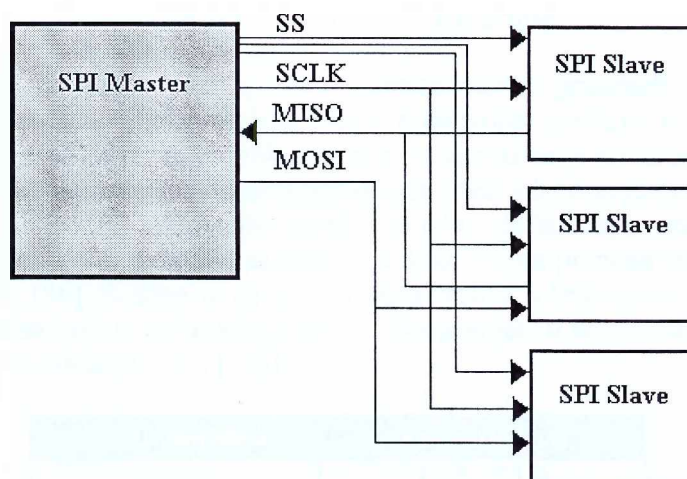 SS
SPI Slave
SPI Master
SCLK
MISO
MOSI
SPI Slave
SPI Slave